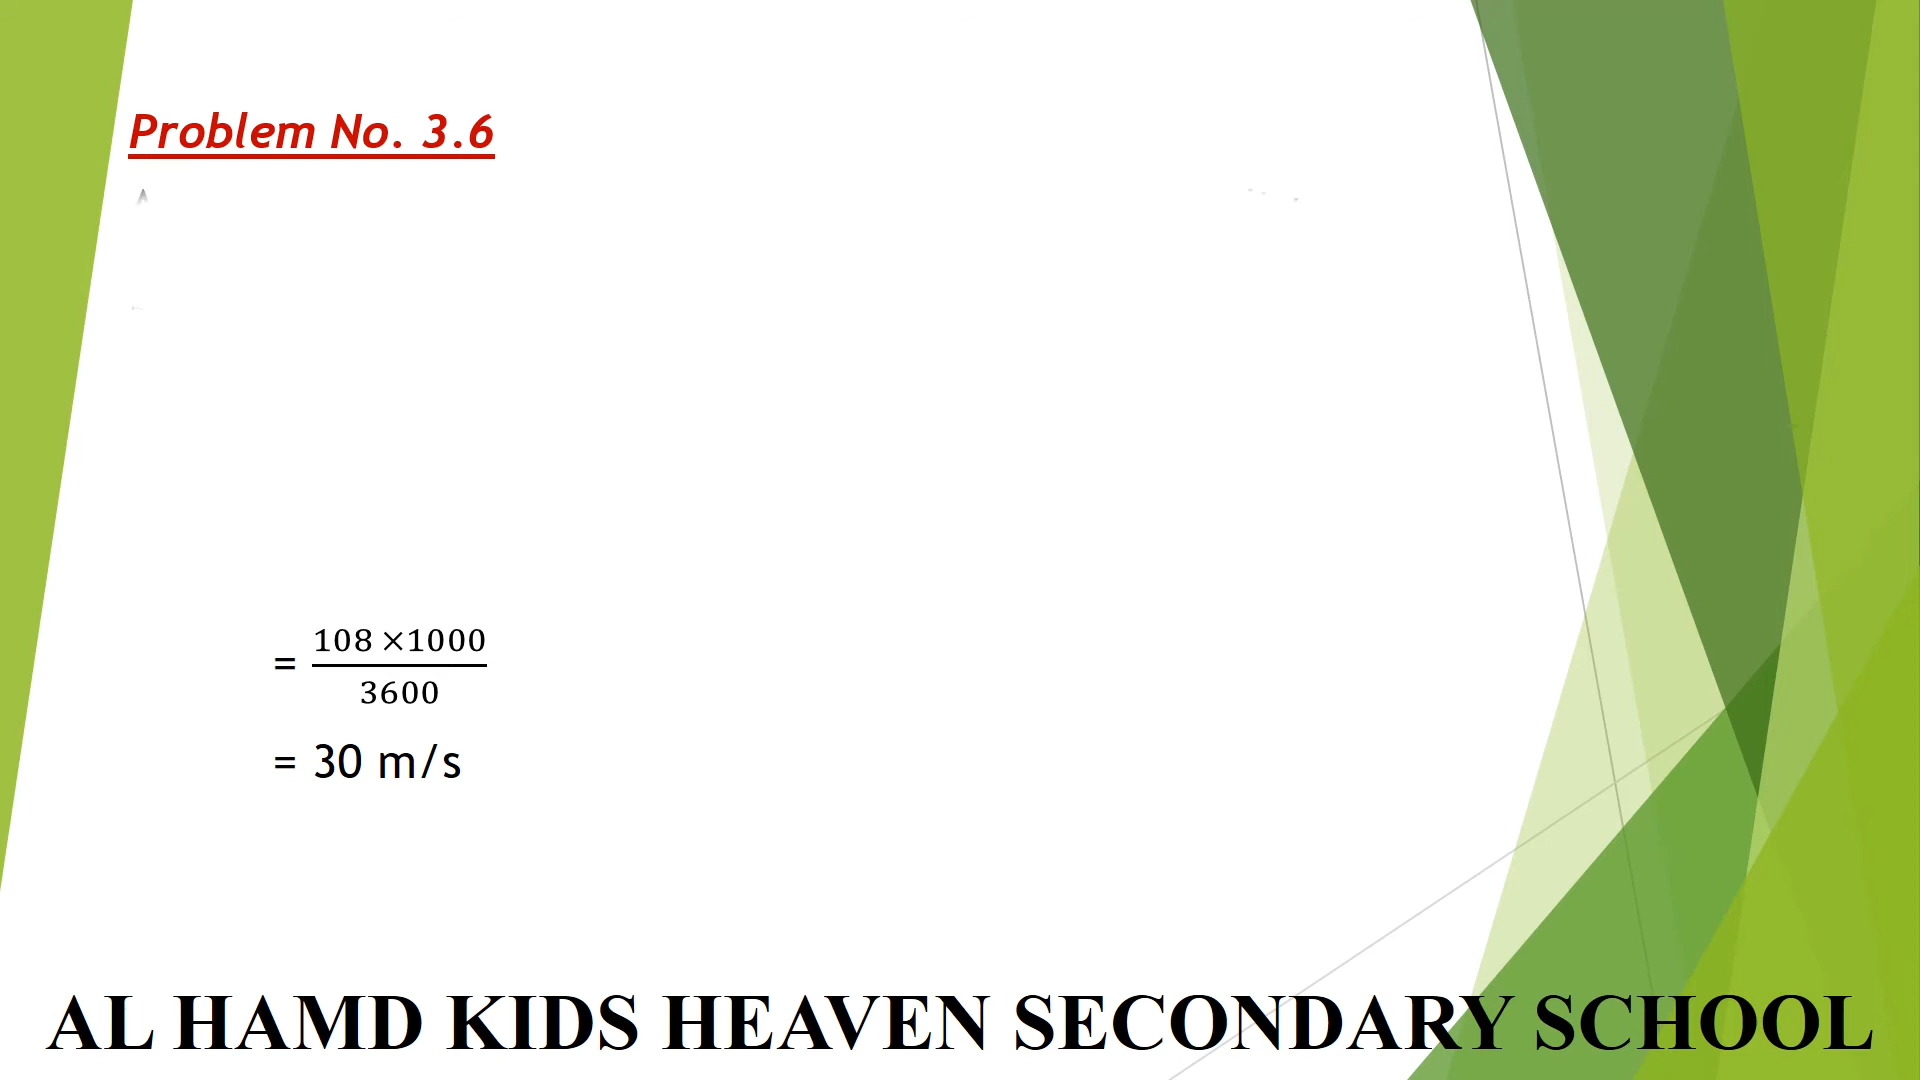 Problem No. 3.6
= 108 ×1000
3600
= 30 m/s
AL HAMD KIDS HEAVEN SECONDARY SCHOOL